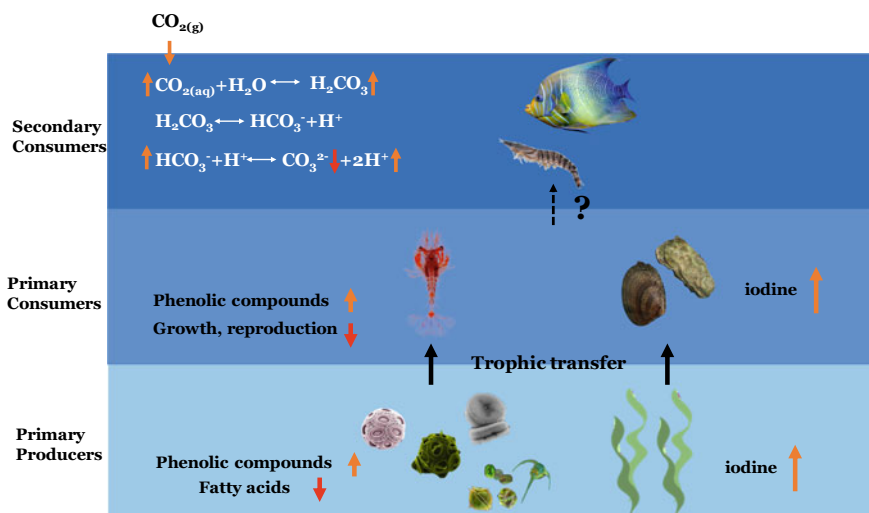 CO₂₍g₎
CO₂₍aq₎+H₂O ⟷ H₂CO₃
Secondary
Consumers
H₂CO₃ ⟷ HCO₃⁻+H⁺
HCO₃⁻+H⁺ ⟷ CO₃²⁻ +2H⁺
?
Primary
Consumers
Phenolic compounds
Growth, reproduction
iodine
Trophic transfer
Primary
Producers
Phenolic compounds
Fatty acids
iodine